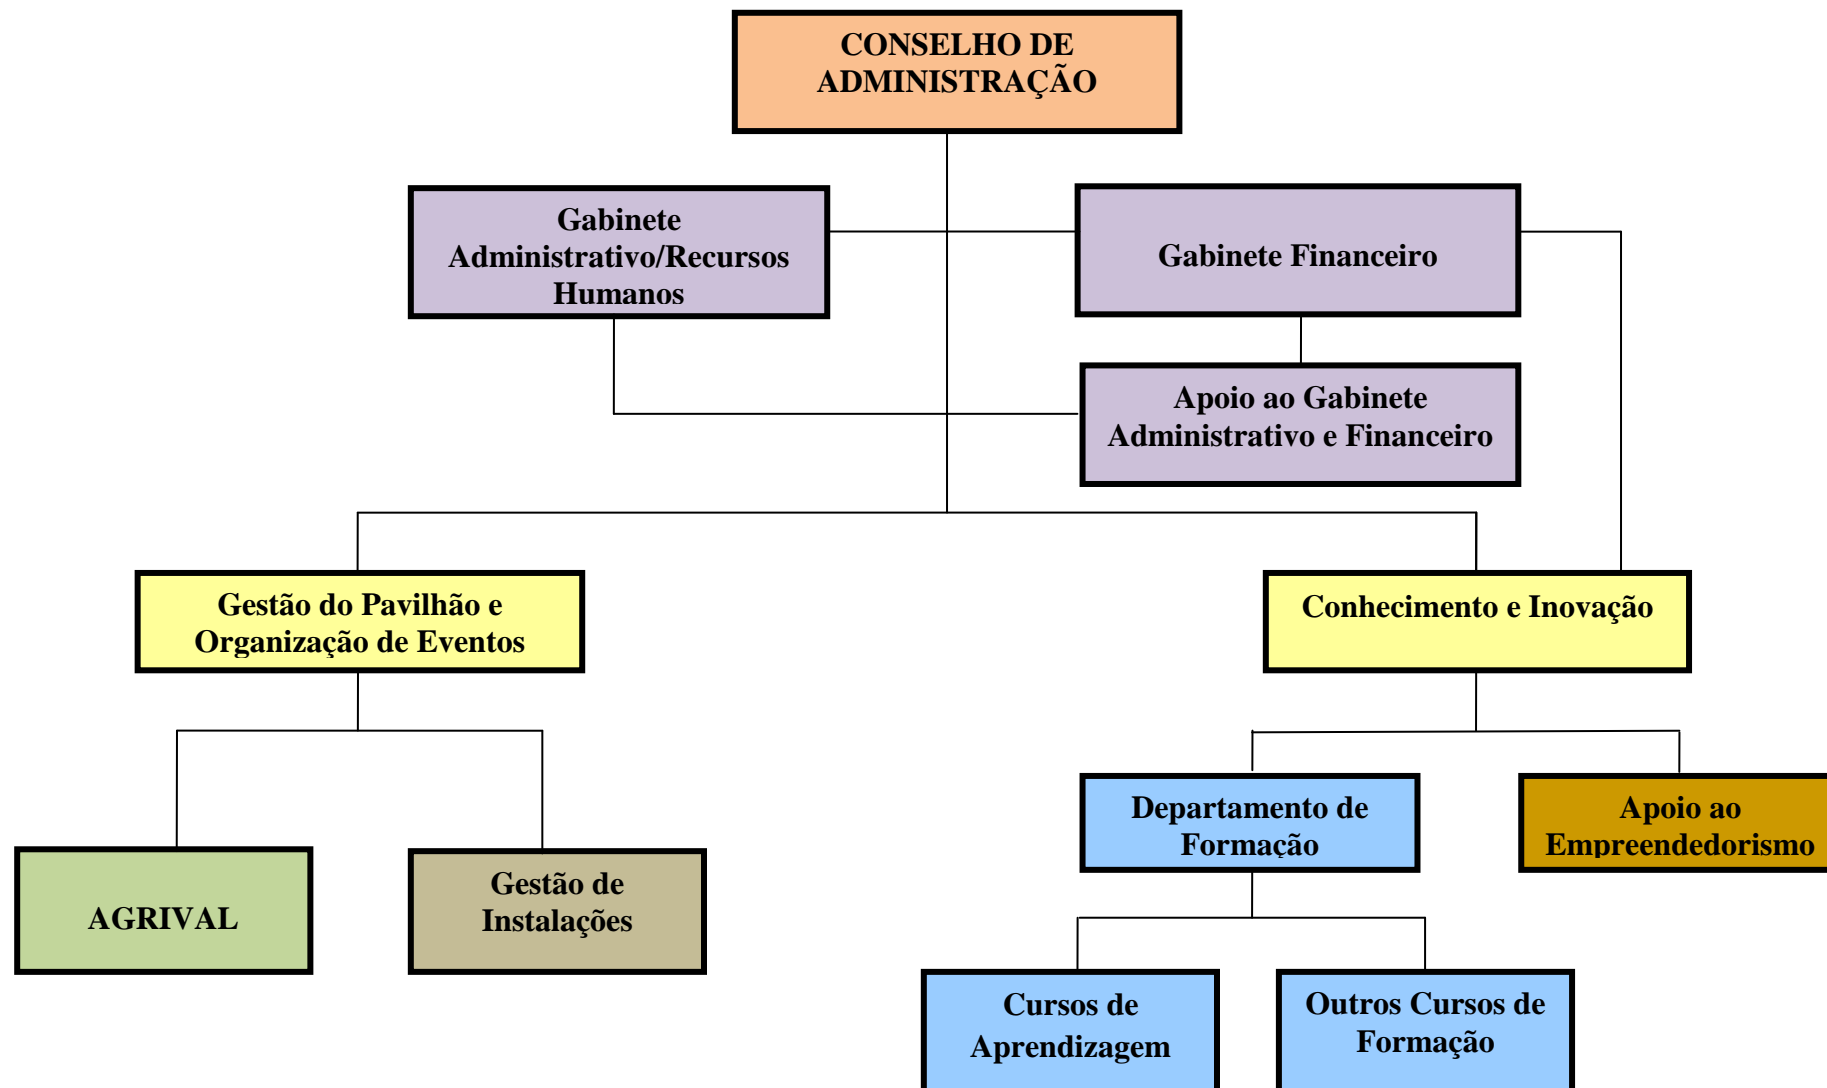 CONSELHO DE
ADMINISTRAÇÃO
Gabinete
Administrativo/Recursos
Humanos
Gabinete Financeiro
Apoio ao Gabinete
Administrativo e Financeiro
Gestão do Pavilhão e
Organização de Eventos
Conhecimento e Inovação
Departamento de
Formação
Apoio ao
Empreendedorismo
AGRIVAL
Gestão de
Instalações
Cursos de
Aprendizagem
Outros Cursos de
Formação